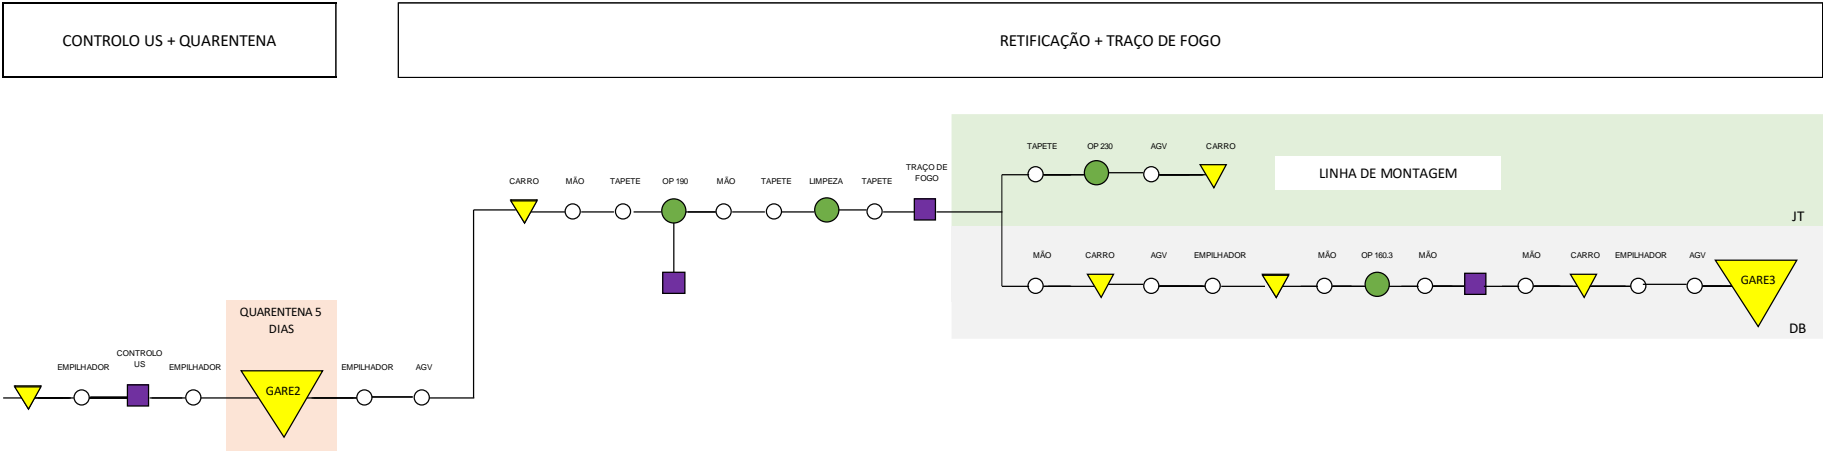 CONTROLO US + QUARENTENA
RETIFICAÇÃO + TRAÇO DE FOGO
TAPETE
OP 230
AGV
CARRO
LINHA DE MONTAGEM
JT
CARRO
MÃO
TAPETE
OP 190
MÃO
TAPETE
LIMPEZA
TAPETE
TRAÇO DE
FOGO
MÃO
CARRO
AGV
EMPILHADOR
MÃO
OP 160.3
MÃO
MÃO
CARRO
EMPILHADOR
AGV
GARE3
DB
QUARENTENA 5
DIAS
EMPILHADOR
CONTROLO
US
EMPILHADOR
GARE2
EMPILHADOR
AGV